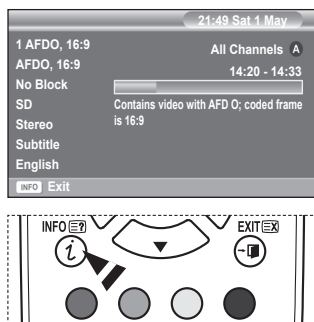 21:49 Sat 1 May
1 AFDO, 16:9
All Channels A
AFDO, 16:9
14:20 - 14:33
No Block
SD
Contains video with AFD O; coded frame
is 16:9
Stereo
Subtitle
English
INFO Exit
INFO
EXIT
i